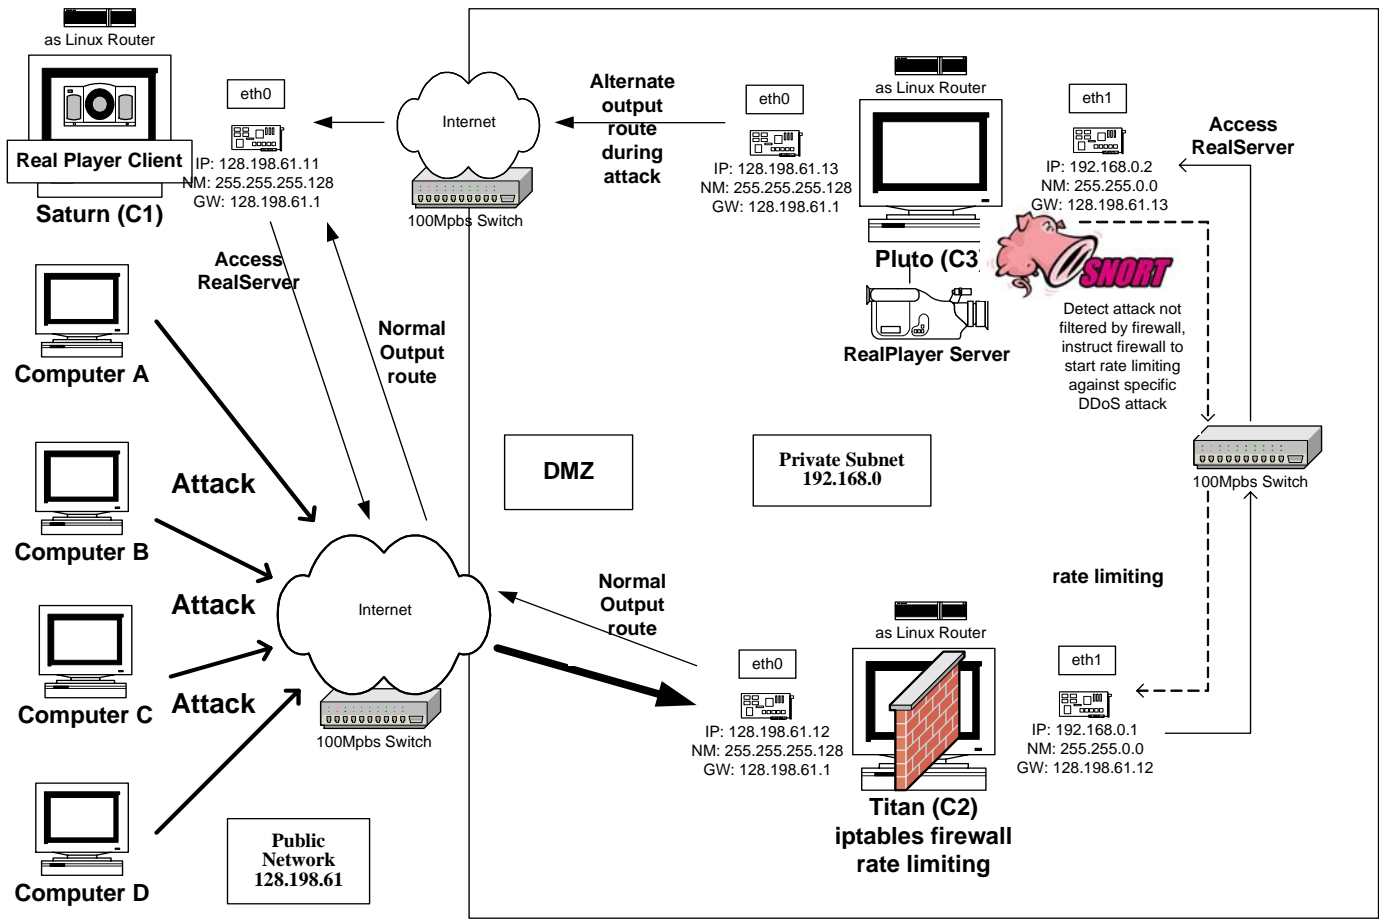 as Linux Router
eth0
Real Player Client
IP: 128.198.61.11
NM: 255.255.255.128
GW: 128.198.61.1
Saturn (C1)
Internet
100Mpbs Switch
Alternate
output
route
during
attack
eth0
IP: 128.198.61.13
NM: 255.255.255.128
GW: 128.198.61.1
as Linux Router
Pluto (C3)
RealPlayer Server
eth1
IP: 192.168.0.2
NM: 255.255.0.0
GW: 128.198.61.13
Access
RealServer
SNORT
Detect attack not
filtered by firewall,
instruct firewall to
start rate limiting
against specific
DDoS attack
100Mpbs Switch
Access
RealServer
Normal
Output
route
Computer A
Attack
Computer B
Attack
Computer C
Attack
Computer D
Internet
100Mpbs Switch
Public
Network
128.198.61
DMZ
Private Subnet
192.168.0
rate limiting
Normal
Output
route
eth0
IP: 128.198.61.12
NM: 255.255.255.128
GW: 128.198.61.1
as Linux Router
Titan (C2)
iptables firewall
rate limiting
eth1
IP: 192.168.0.1
NM: 255.255.0.0
GW: 128.198.61.12